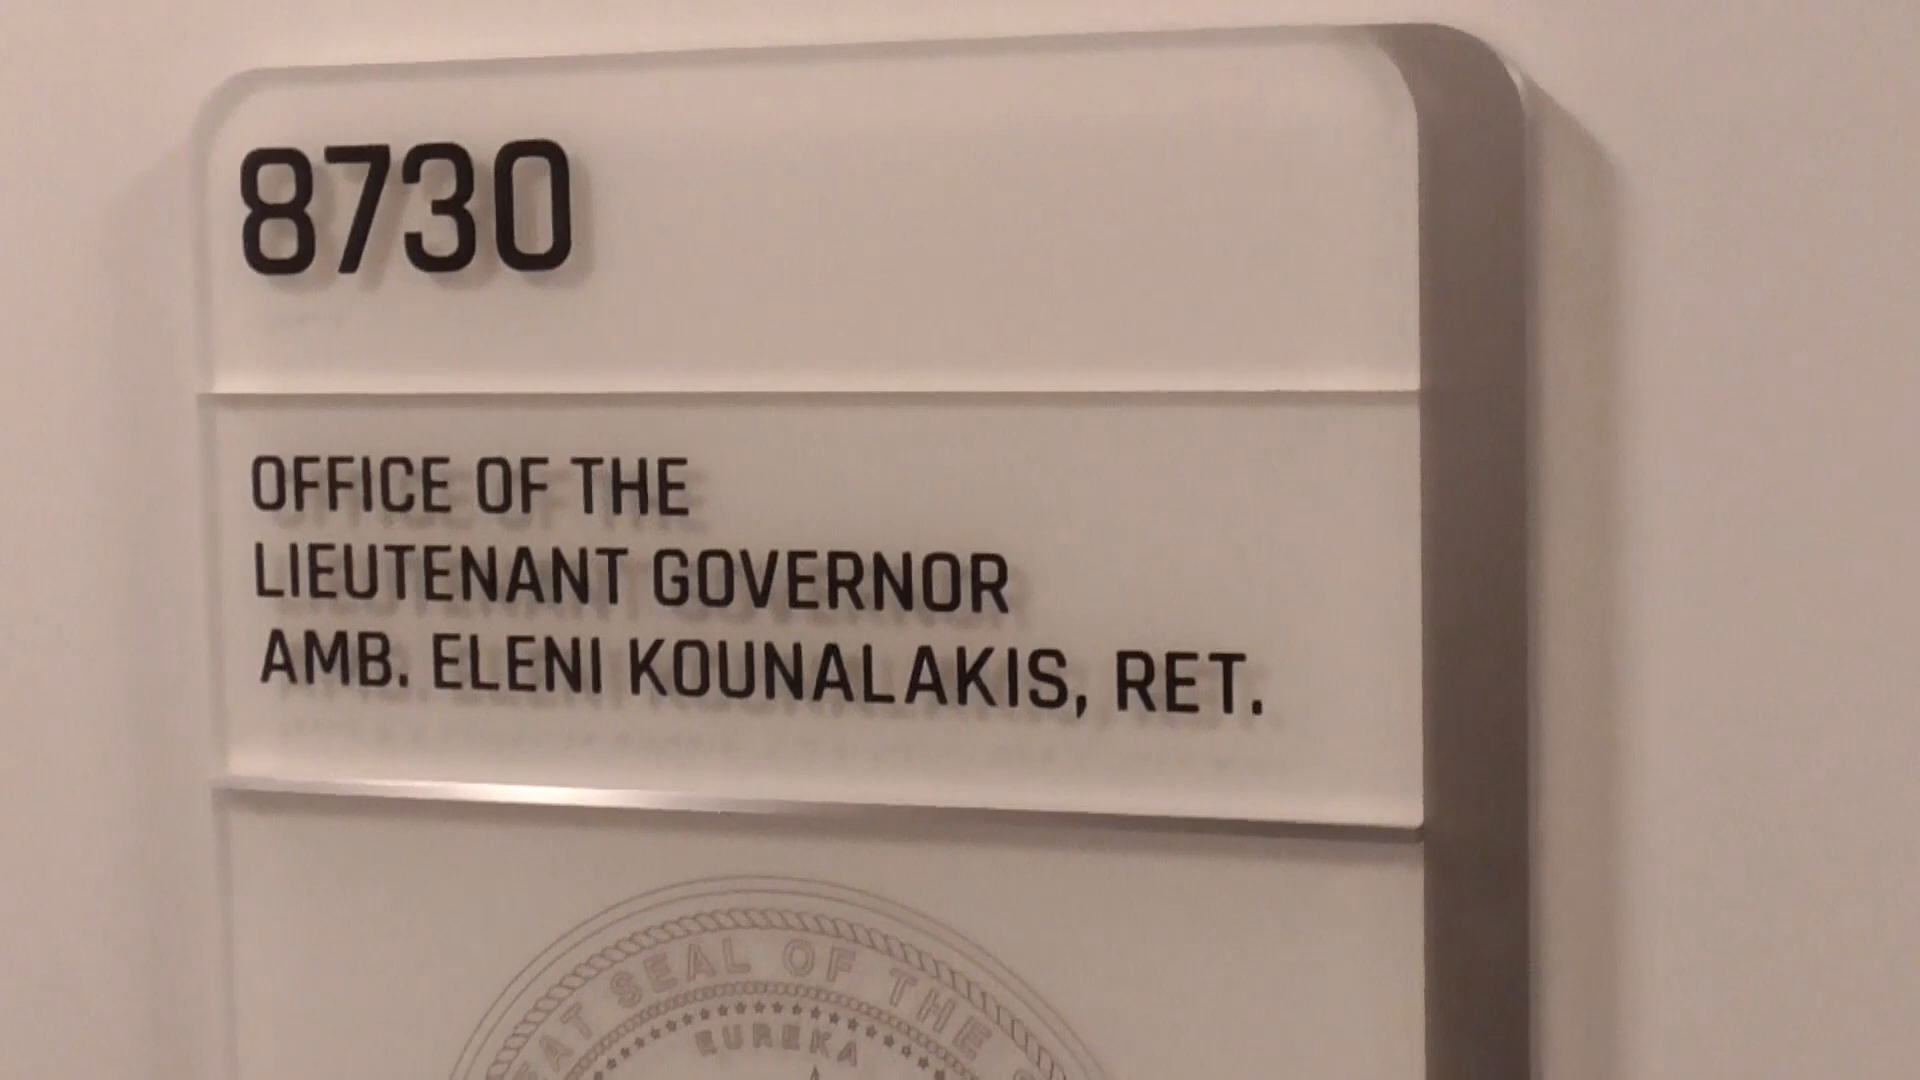 8730
OFFICE OF THE
LIEUTENANT GOVERNOR
AMB. ELENI KOUNALAKIS, RET.
SEAL OF THE
EUREKA